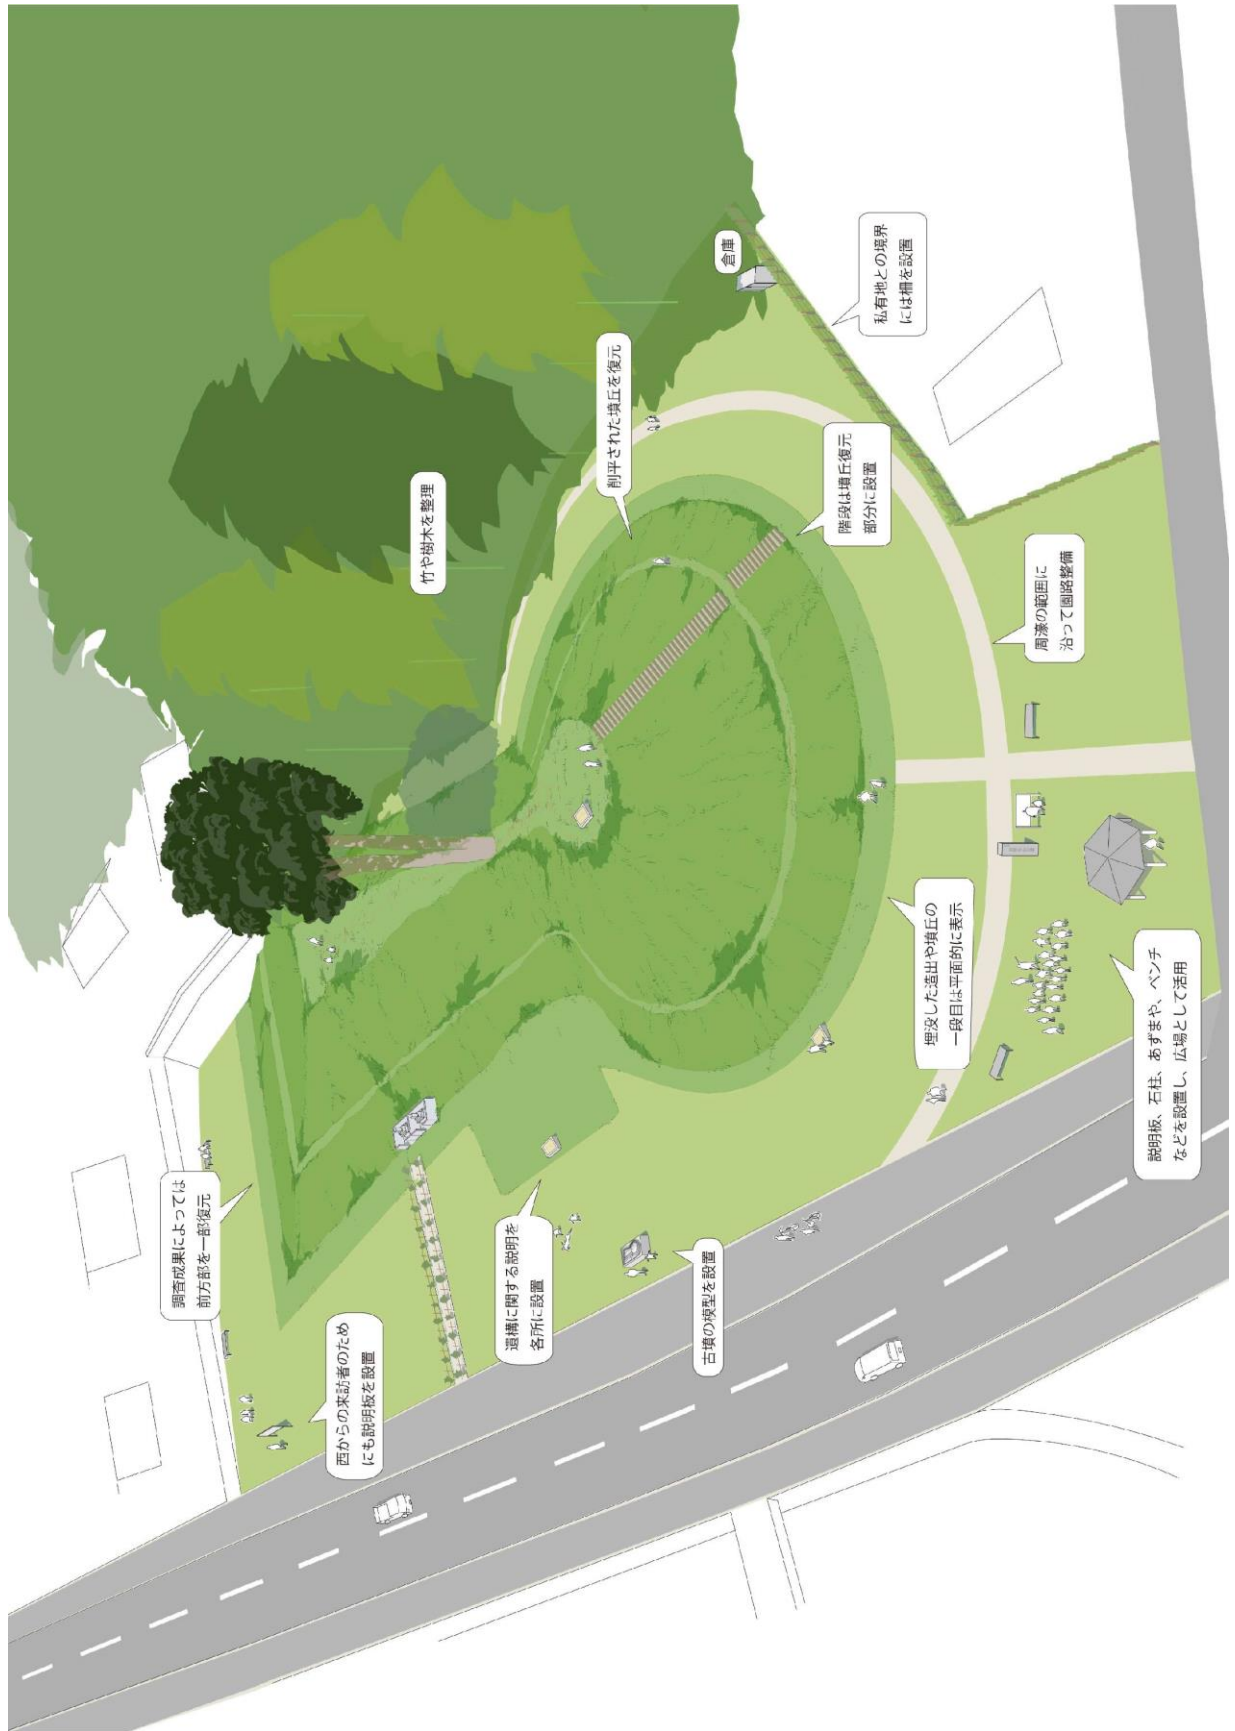 調査成果によっては
前方部を一部復元
西からの来訪者のため
にも説明板を設置
竹や樹木を整理
遺構に関する説明を
各所に設置
削平された墳丘を復元
古墳の模型を設置
倉庫
階段は墳丘復元
部分に設置
私有地との境界
には柵を設置
埋没した造出や墳丘の
一段目は平面的に表示
周濠の範囲に
沿って園路整備
説明板、石柱、あずまや、ベンチ
などを設置し、広場として活用